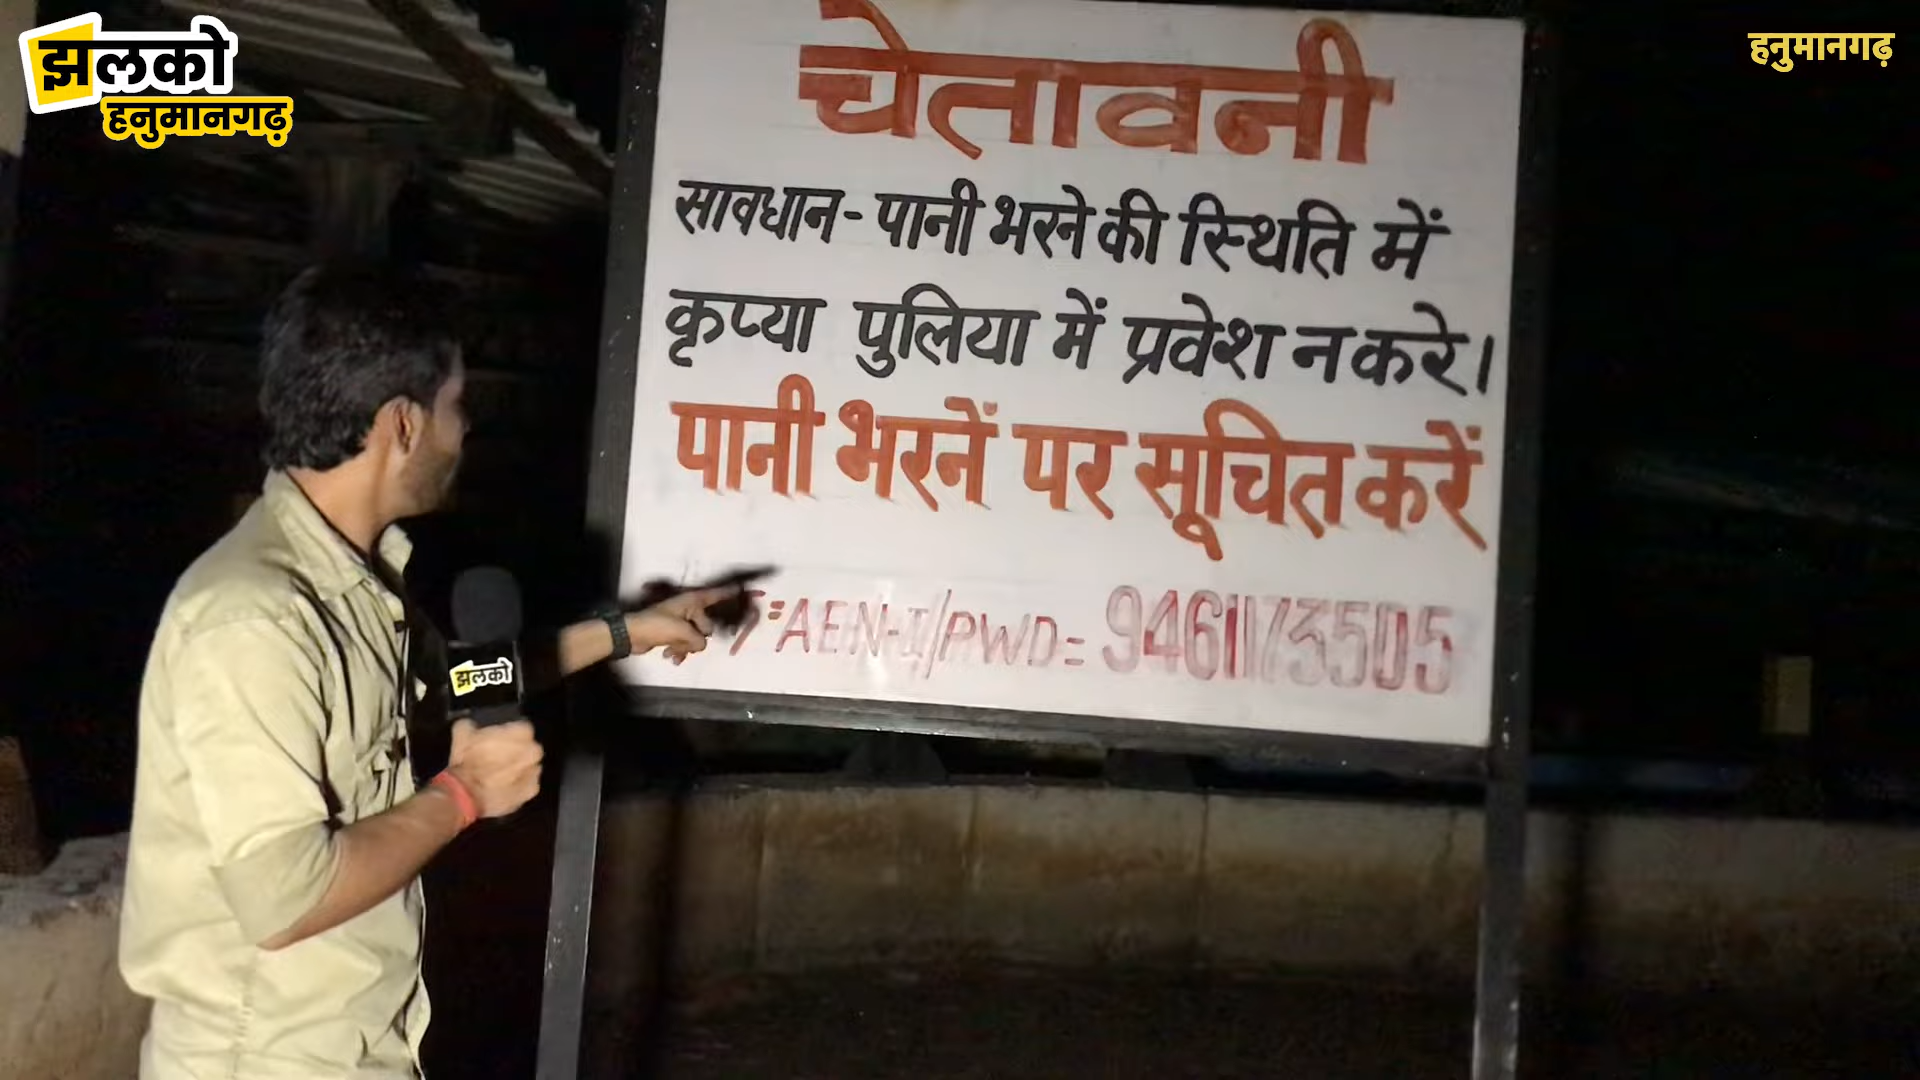 झलको
हनुमानगढ़
हनुमानगढ़
चेतावनी
सावधान - पानी भरने की स्थिति में
कृप्या पुलिया में प्रवेश न करे।
पानी भरनें पर सूचित करें
=AEN-I/PWD= 9461173505
झलको